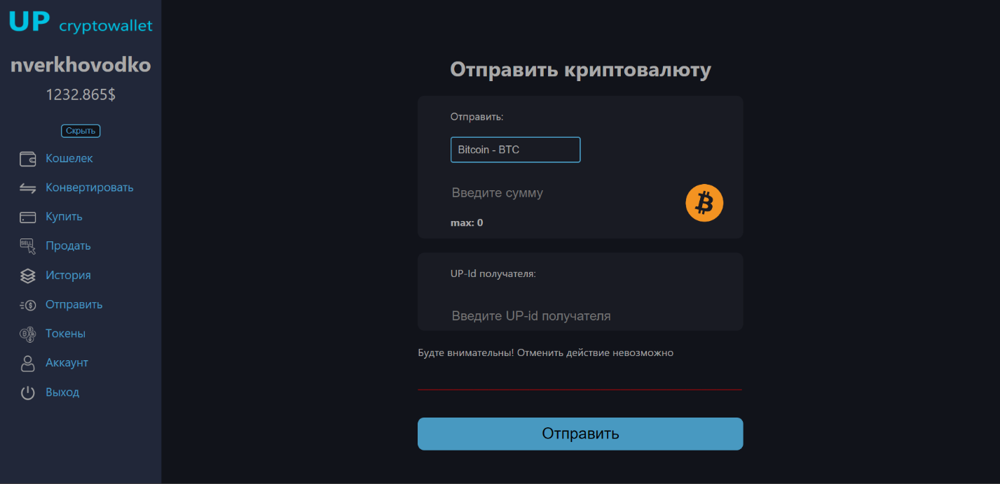 UP cryptowallet
nverkhovodko
1232.865$
Скрыть
Кошелек
Конвертировать
Купить
SELL
Продать
История
Отправить
Токены
Аккаунт
Выход
Отправить криптовалюту
Отправить:
Bitcoin - BTC
Введите сумму
max: 0
UP-Id получателя:
Введите UP-id получателя
Будте внимательны! Отменить действие невозможно
Отправить